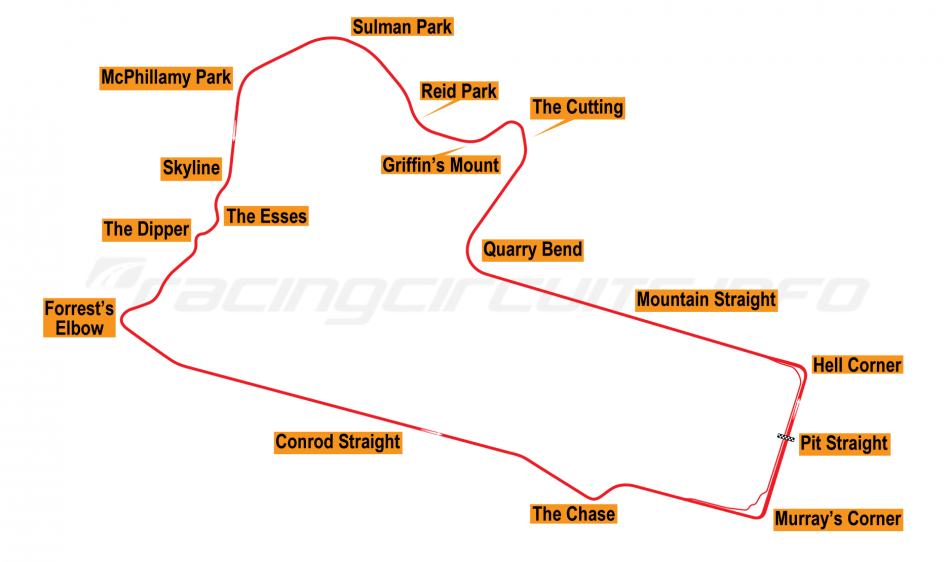 Sulman Park
McPhillamy Park
Reid Park
The Cutting
Griffin's Mount
Skyline
The Esses
The Dipper
Quarry Bend
racingcircuits.info
Mountain Straight
Forrest's
Elbow
Hell Corner
Conrod Straight
Pit Straight
The Chase
Murray's Corner